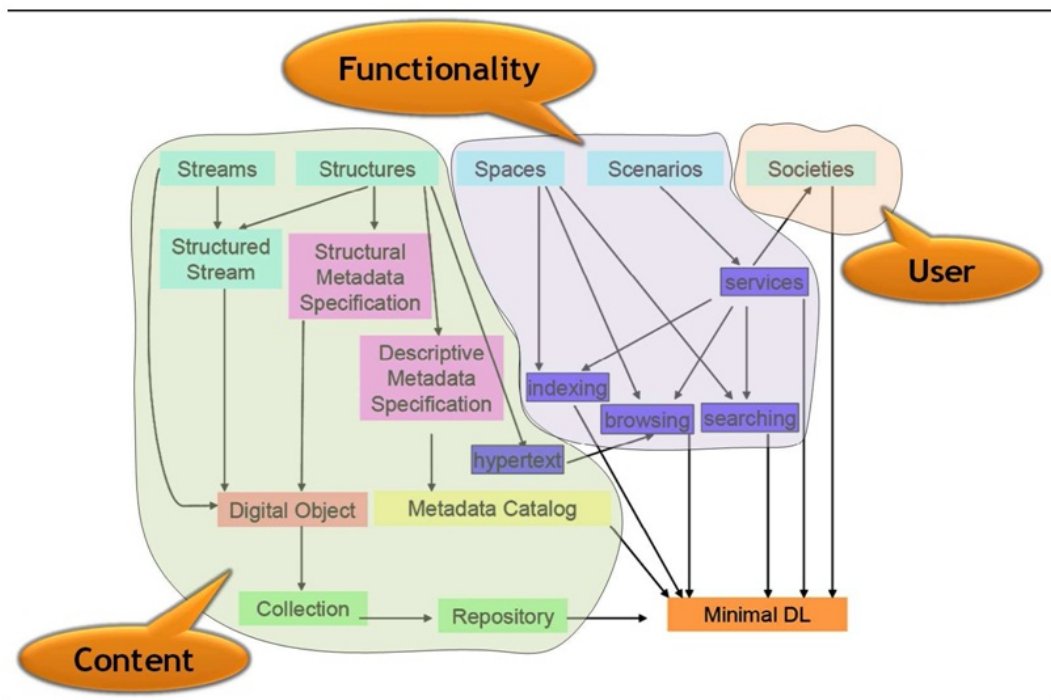 Functionality
Streams
Structures
Spaces
Scenarios
Societies
Structured
Stream
Structural
Metadata
Specification
services
User
Descriptive
Metadata
Specification
indexing
browsing
searching
hypertext
Digital Object
Metadata Catalog
Collection
Repository
Minimal DL
Content